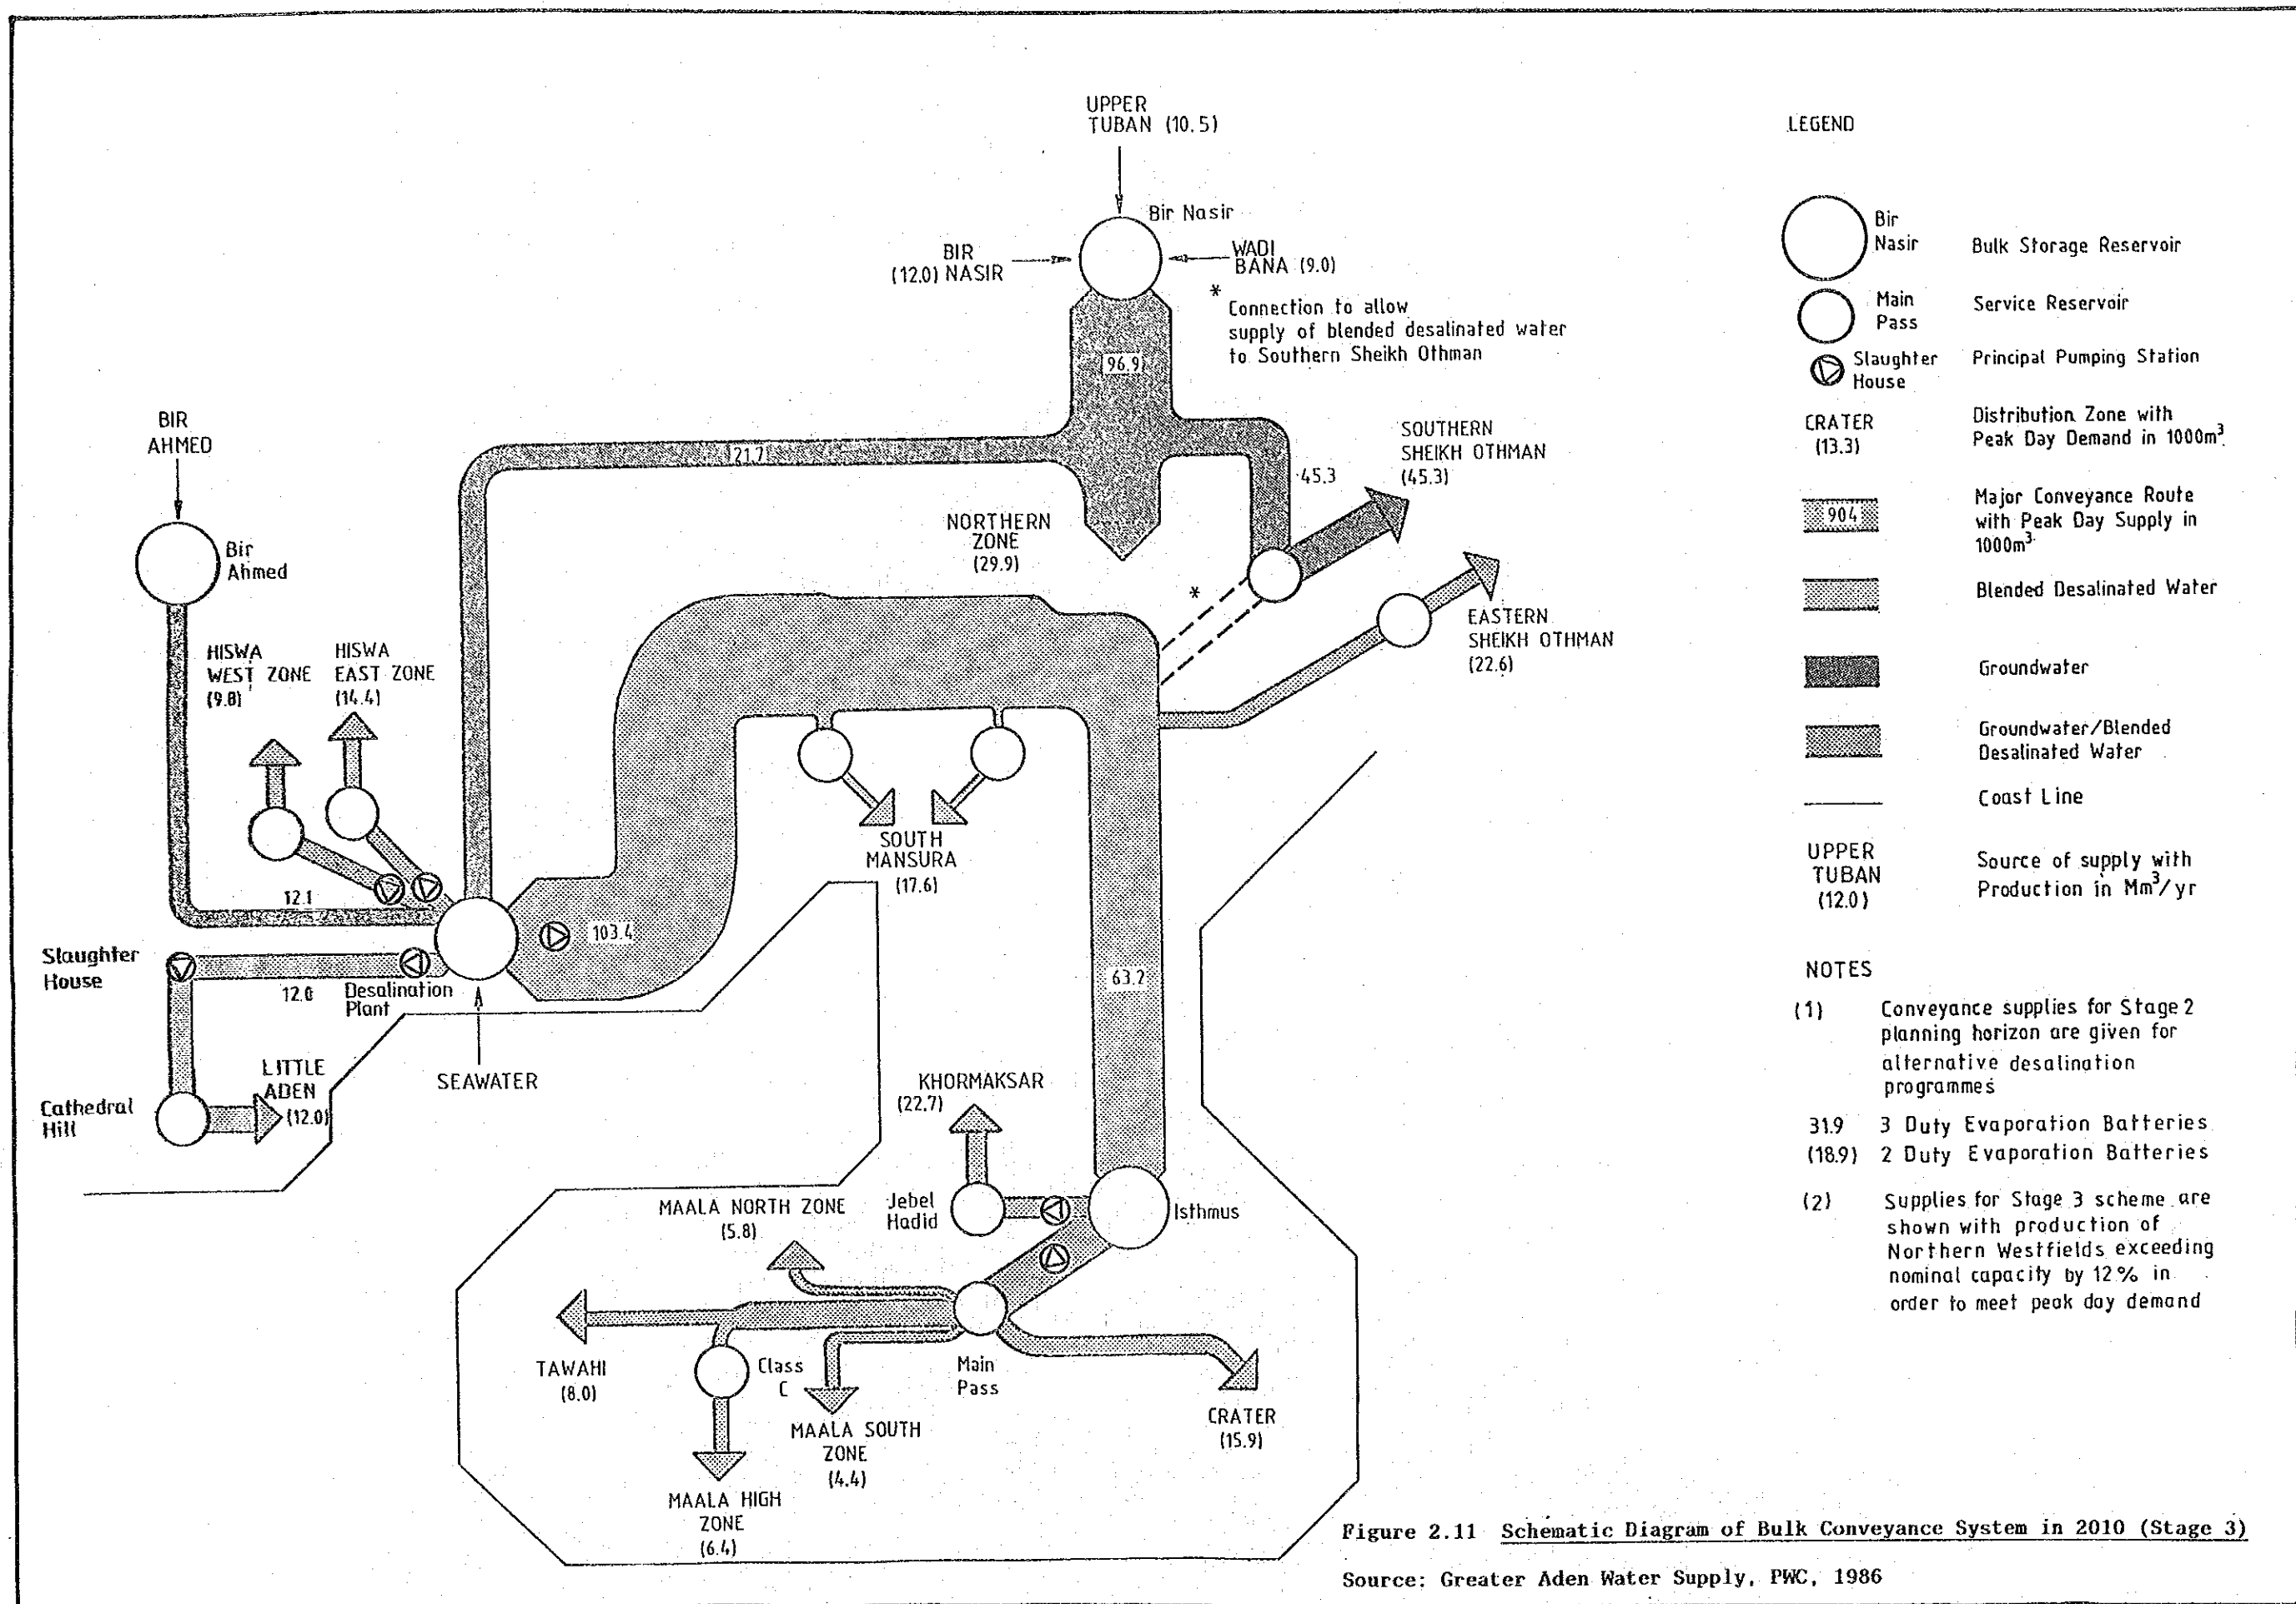 UPPER
TUBAN (10.5)
Bir Nasir
BIR
(12.0) NASIR
WADI
BANA (9.0)
*
Connection to allow
supply of blended desalinated water
to Southern Sheikh Othman
96.9
BIR
AHMED
21.7
SOUTHERN
SHEIKH OTHMAN
(45.3)
45.3
NORTHERN
ZONE
(29.9)
Bir
Ahmed
*
EASTERN
SHEIKH OTHMAN
(22.6)
HISWA
WEST ZONE
(9.8)
HISWA
EAST ZONE
(14.4)
SOUTH
MANSURA
(17.6)
12.1
103.4
Slaughter
House
12.0
Desalination
Plant
63.2
SEAWATER
LITTLE
ADEN
(12.0)
Cathedral
Hill
KHORMAKSAR
(22.7)
MAALA NORTH ZONE
(5.8)
Jebel
Hadid
Isthmus
TAWAHI
(8.0)
Class
C
Main
Pass
MAALA SOUTH
ZONE
(4.4)
CRATER
(15.9)
MAALA HIGH
ZONE
(6.4)
LEGEND
Bir
Nasir
Bulk Storage Reservoir
Main
Pass
Service Reservoir
Slaughter
House
Principal Pumping Station
CRATER
(13.3)
Distribution Zone with
Peak Day Demand in 1000m³
904
Major Conveyance Route
with Peak Day Supply in
1000m³
Blended Desalinated Water
Groundwater
Groundwater/Blended
Desalinated Water
Coast Line
UPPER
TUBAN
(12.0)
Source of supply with
Production in Mm³/yr
NOTES
(1) Conveyance supplies for Stage 2
planning horizon are given for
alternative desalination
programmes
31.9 3 Duty Evaporation Batteries
(18.9) 2 Duty Evaporation Batteries
(2) Supplies for Stage 3 scheme are
shown with production of
Northern Westfields exceeding
nominal capacity by 12% in
order to meet peak day demand
Figure 2.11 Schematic Diagram of Bulk Conveyance System in 2010 (Stage 3)
Source: Greater Aden Water Supply, PWC, 1986